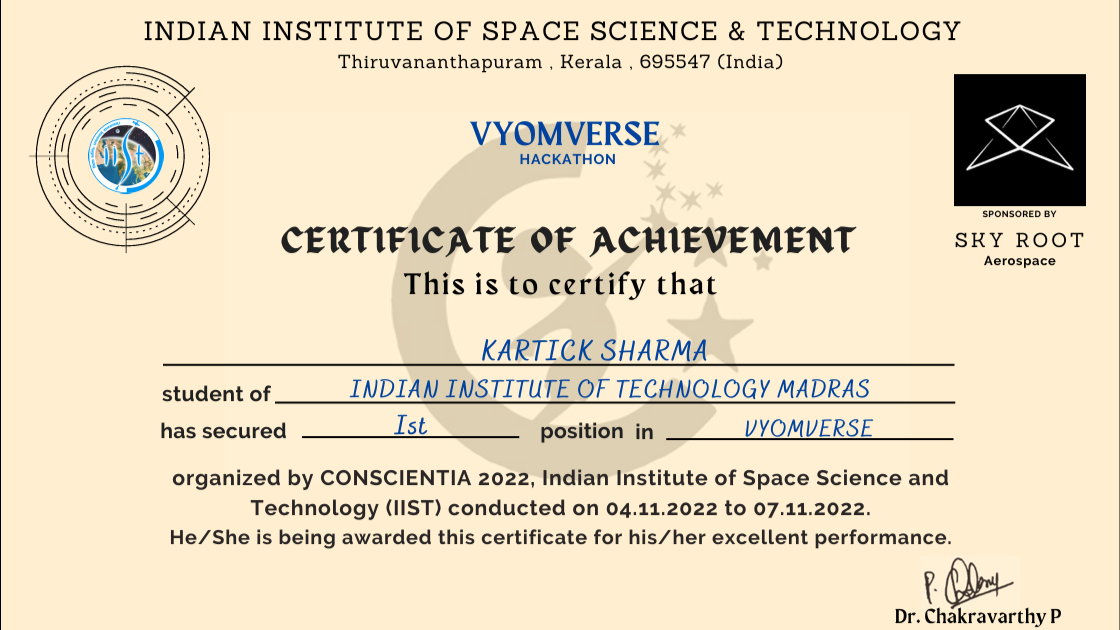 INDIAN INSTITUTE OF SPACE SCIENCE & TECHNOLOGY
Thiruvananthapuram , Kerala , 695547 (India)
iist
VYOMVERSE
HACKATHON
SPONSORED BY
SKY ROOT
Aerospace
CERTIFICATE OF ACHIEVEMENT
This is to certify that
KARTICK SHARMA
student of INDIAN INSTITUTE OF TECHNOLOGY MADRAS
has secured Ist position in VYOMVERSE
organized by CONSCIENTIA 2022, Indian Institute of Space Science and
Technology (IIST) conducted on 04.11.2022 to 07.11.2022.
He/She is being awarded this certificate for his/her excellent performance.
Dr. Chakravarthy P